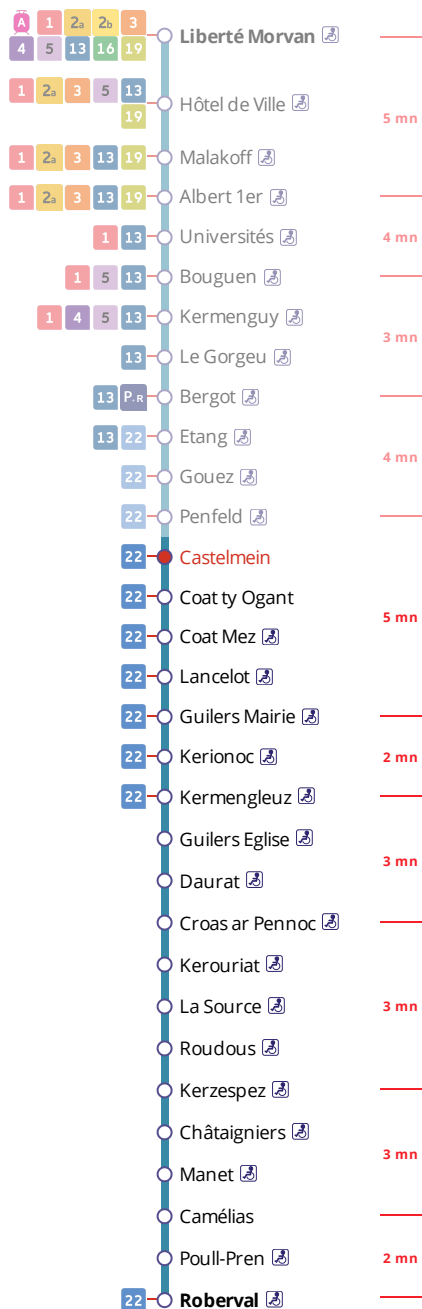 A 1 2a 2b 3
4 5 13 16 19 Liberté Morvan
1 2a 3 5 13
19 Hôtel de Ville
5 mn
1 2a 3 13 19 Malakoff
1 2a 3 13 19 Albert 1er
1 13 Universités 4 mn
1 5 13 Bouguen
1 4 5 13 Kermenguy
3 mn
13 Le Gorgeu
13 P.R Bergot
13 22 Etang
4 mn
22 Gouez
22 Penfeld
22 Castelmein
22 Coat ty Ogant
5 mn
22 Coat Mez
22 Lancelot
22 Guilers Mairie
22 Kerionoc 2 mn
22 Kermengleuz
Guilers Eglise
3 mn
Daurat
Croas ar Pennoc
Kerouriat
La Source 3 mn
Roudous
Kerzespez
Châtaigniers
3 mn
Manet
Camélias
Poull-Pren 2 mn
22 Roberval